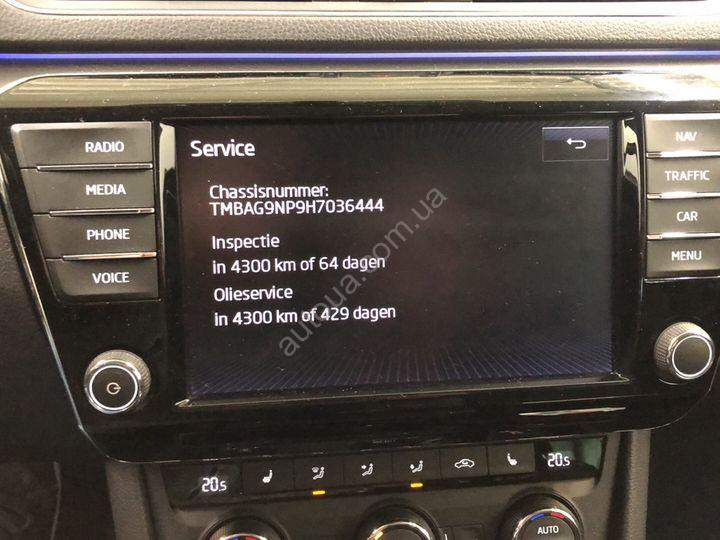 RADIO
MEDIA
PHONE
VOICE
Service
Chassisnummer:
TMBAG9NP9H7036444
Inspectie
in 4300 km of 64 dagen
Olieservice
in 4300 km of 429 dagen
autoua.com.ua
NAV
TRAFFIC
CAR
MENU
20.5
20.5
AUTO